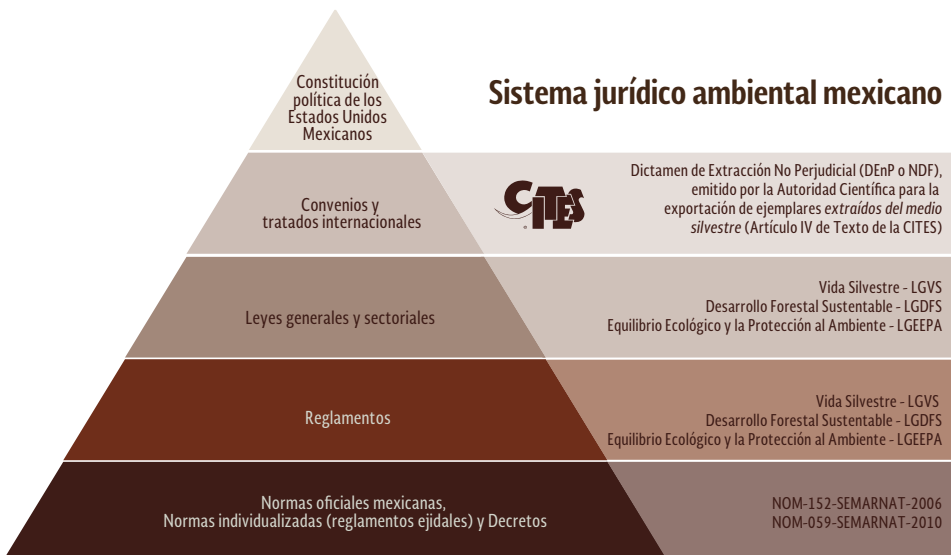 Sistema jurídico ambiental mexicano
Constitución
política de los
Estados Unidos
Mexicanos
Convenios y
tratados internacionales
CITES
®
Dictamen de Extracción No Perjudicial (DEnP o NDF),
emitido por la Autoridad Científica para la
exportación de ejemplares extraídos del medio
silvestre (Artículo IV de Texto de la CITES)
Leyes generales y sectoriales
Vida Silvestre - LGVS
Desarrollo Forestal Sustentable - LGDFS
Equilibrio Ecológico y la Protección al Ambiente - LGEEPA
Reglamentos
Vida Silvestre - LGVS
Desarrollo Forestal Sustentable - LGDFS
Equilibrio Ecológico y la Protección al Ambiente - LGEEPA
Normas oficiales mexicanas,
Normas individualizadas (reglamentos ejidales) y Decretos
NOM-152-SEMARNAT-2006
NOM-059-SEMARNAT-2010